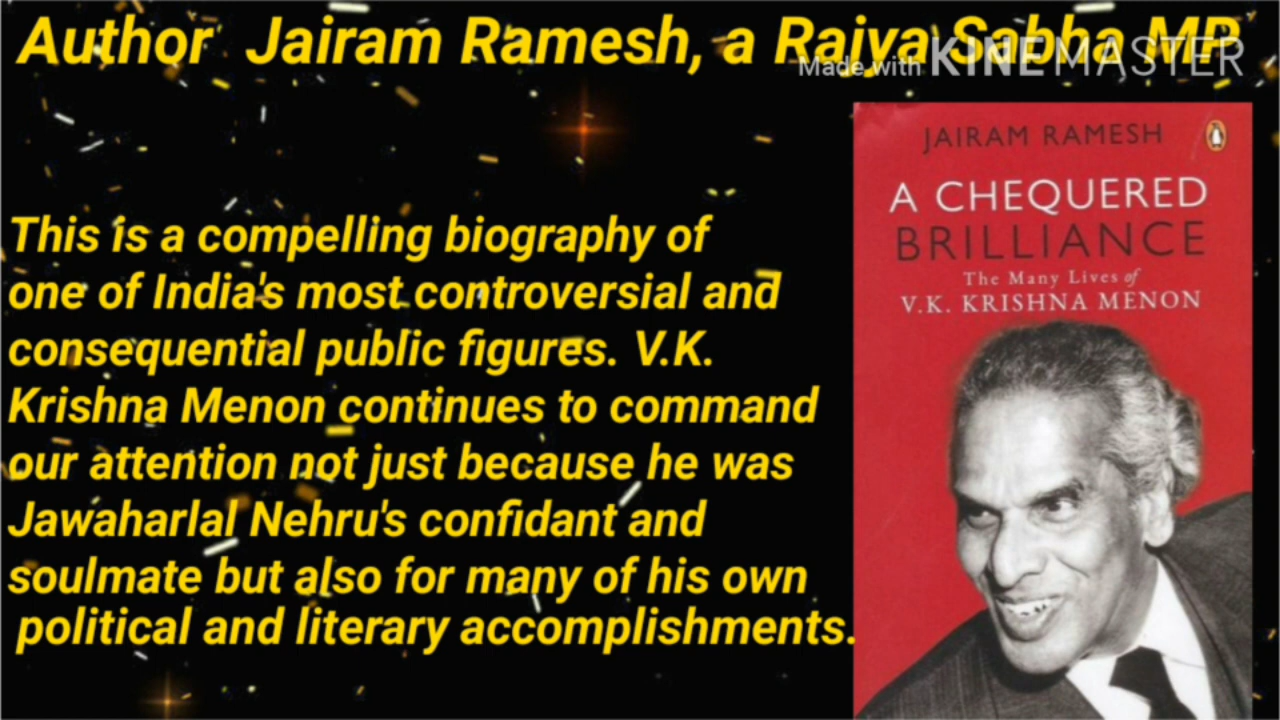 Author Jairam Ramesh, a Rajya Sabha MP
Made with KINEMASTER
JAIRAM RAMESH
A CHEQUERED
BRILLIANCE
The Many Lives of
V.K. KRISHNA MENON
This is a compelling biography of
one of India's most controversial and
consequential public figures. V.K.
Krishna Menon continues to command
our attention not just because he was
Jawaharlal Nehru's confidant and
soulmate but also for many of his own
political and literary accomplishments.